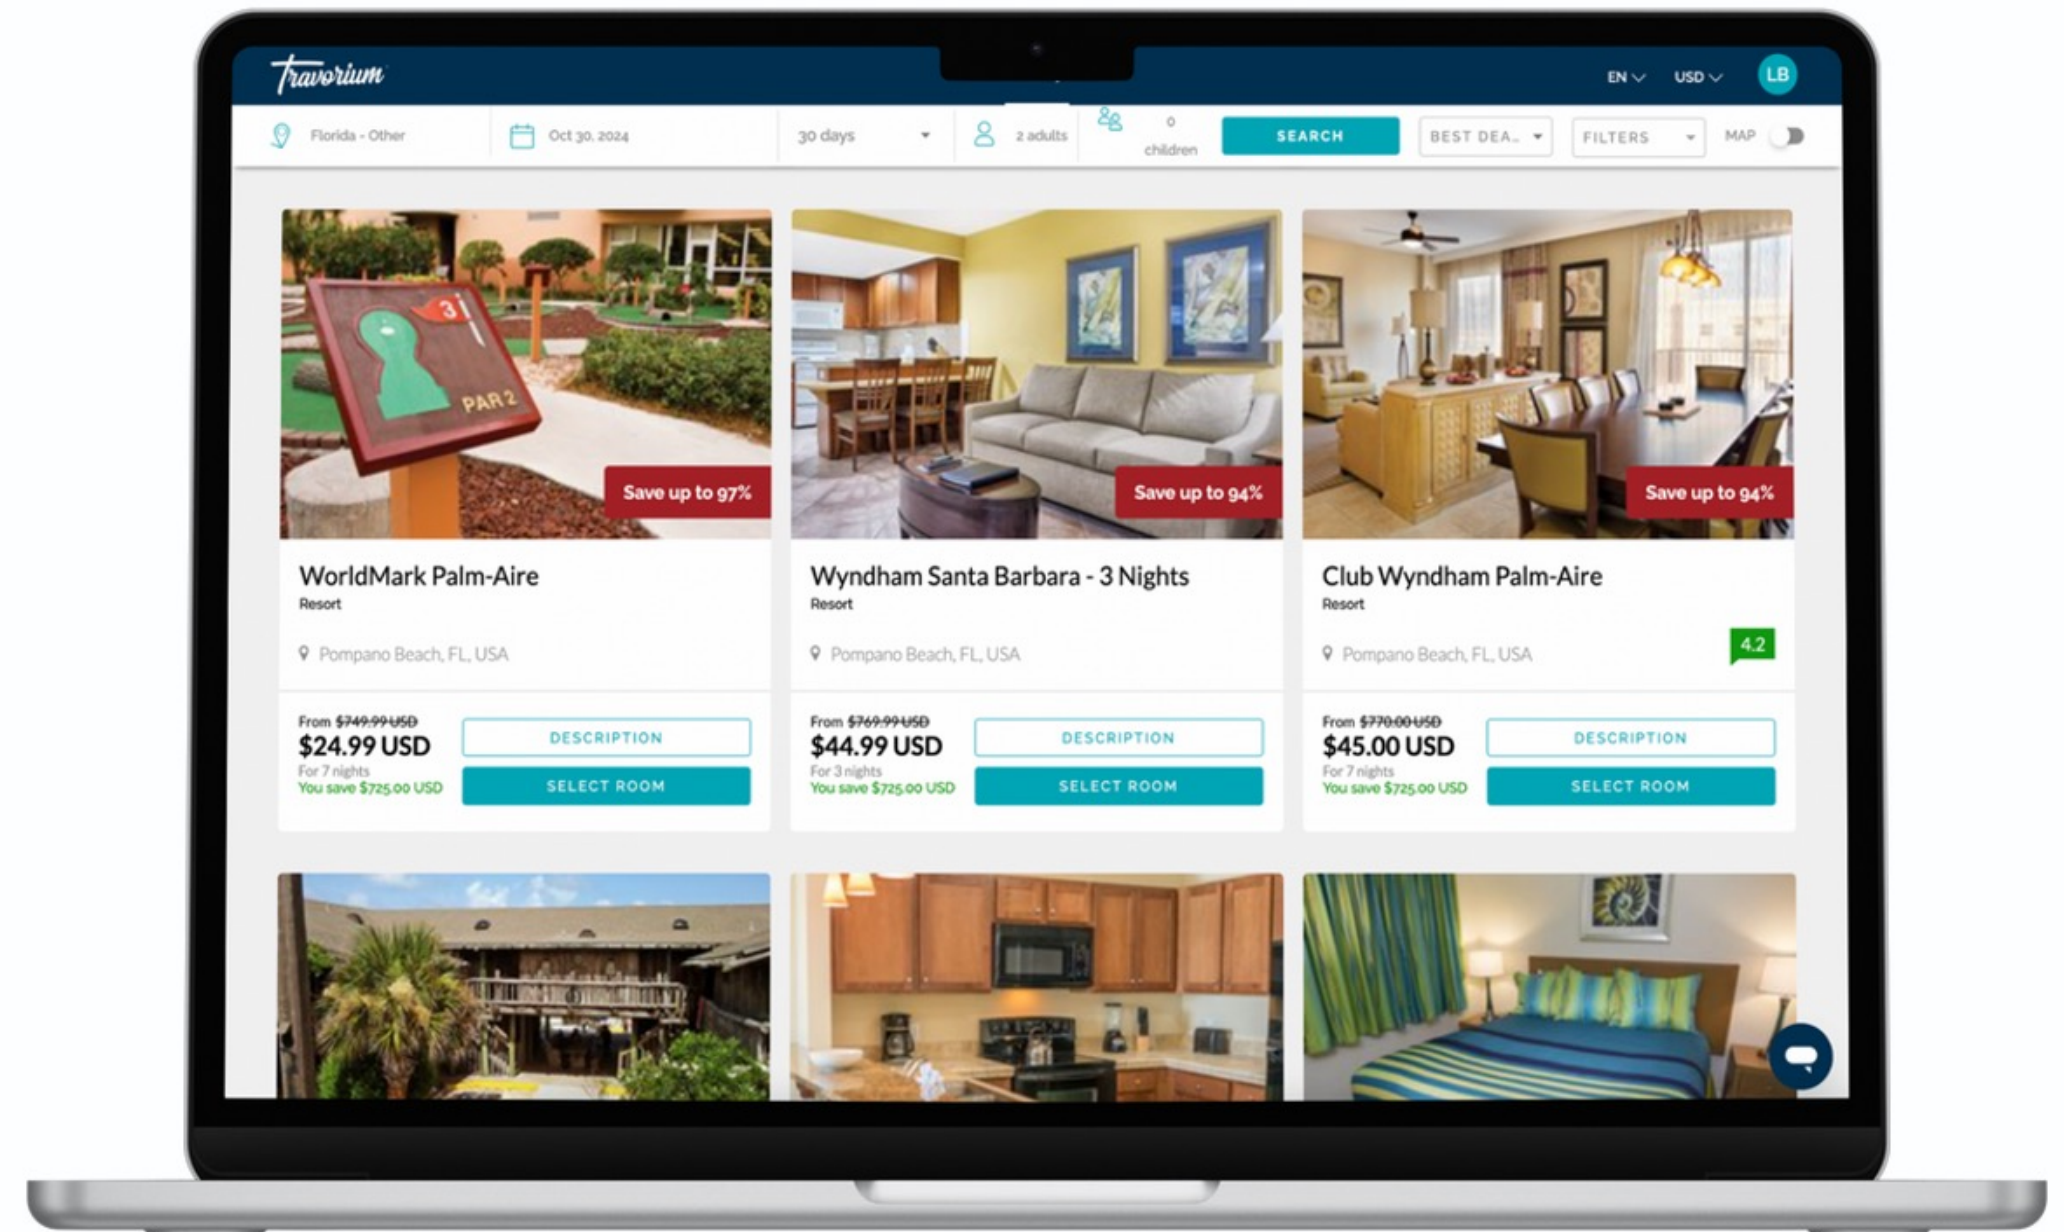 Travorium
EN
USD
LB
Florida - Other
Oct 30, 2024
30 days
2 adults
0
children
SEARCH
BEST DEA...
FILTERS
MAP
3
PAR 2
Save up to 97%
Save up to 94%
Save up to 94%
WorldMark Palm-Aire
Resort
Pompano Beach, FL, USA
From $749.99 USD
$24.99 USD
For 7 nights
You save $725.00 USD
DESCRIPTION
SELECT ROOM
Wyndham Santa Barbara - 3 Nights
Resort
Pompano Beach, FL, USA
From $769.99 USD
$44.99 USD
For 3 nights
You save $725.00 USD
DESCRIPTION
SELECT ROOM
Club Wyndham Palm-Aire
Resort
Pompano Beach, FL, USA
4.2
From $770.00 USD
$45.00 USD
For 7 nights
You save $725.00 USD
DESCRIPTION
SELECT ROOM